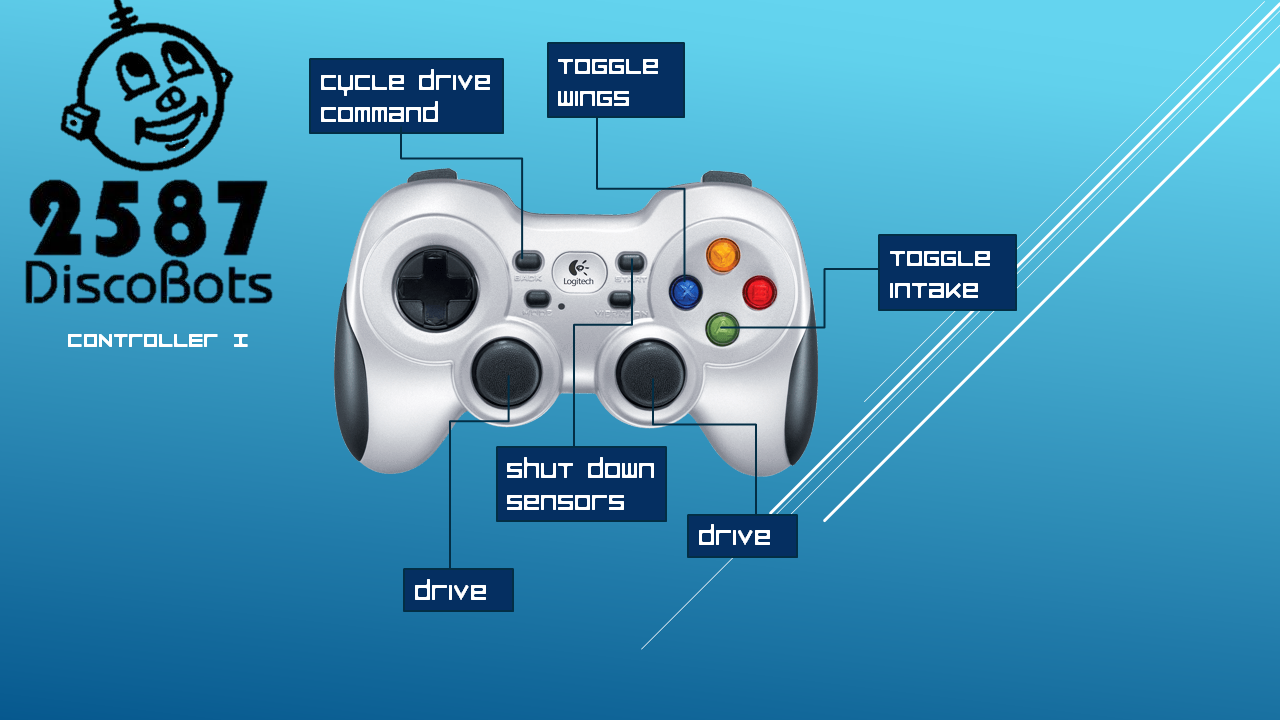 cycle drive
command
TOGGLE
WINGS
2587
DiscoBots
CONTROLLER I
TOGGLE
INTAKE
BACK
START
Logitech
Y
X
B
A
MODE
VIBRATION
shut down
sensors
drive
drive